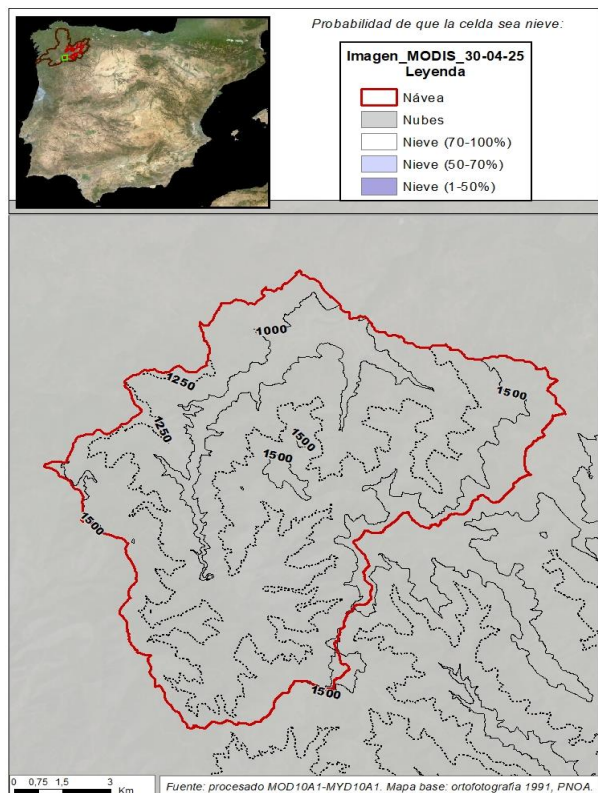 Probabilidad de que la celda sea nieve:
Imagen_MODIS_30-04-25
Leyenda
Návea
Nubes
Nieve (70-100%)
Nieve (50-70%)
Nieve (1-50%)
1000
1250
1500
1250
1500
1500
1500
1500
0 0,75 1,5 3
Km
Fuente: procesado MOD10A1-MYD10A1. Mapa base: ortofotografía 1991, PNOA.